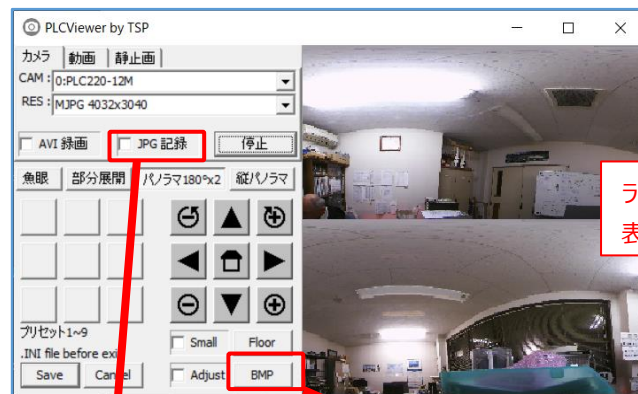 PLCViewer by TSP
カメラ 動画 静止画
CAM : 0:PLC220-12M
RES : MJPG 4032x3040
AVI 録画 JPG 記録 停止
魚眼 部分展開 パノラマ180°x2 縦パノラマ
プリセット1~9
.INI file before exi
Save Cancel
Small Floor
Adjust BMP
ラ
表